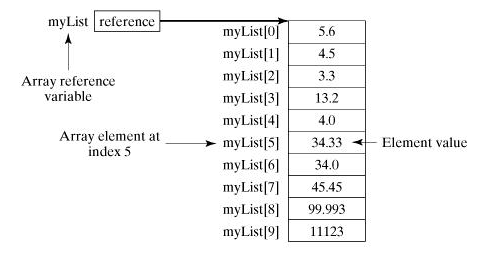 myList reference
myList[0] 5.6
myList[1] 4.5
Array reference
variable
myList[2] 3.3
myList[3] 13.2
myList[4] 4.0
Array element at
index 5
myList[5] 34.33 Element value
myList[6] 34.0
myList[7] 45.45
myList[8] 99.993
myList[9] 11123